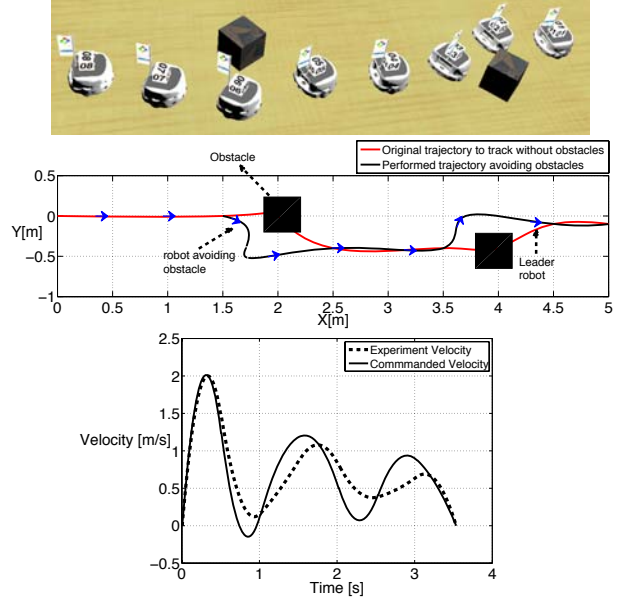 08
07
06
Obstacle
Original trajectory to track without obstacles
Performed trajectory avoiding obstacles
0.5
0
Y[m]
-0.5
-1
robot avoiding
obstacle
Leader
robot
0 0.5 1 1.5 2 2.5 3 3.5 4 4.5 5
X[m]
2.5
2
1.5
1
0.5
0
-0.5
Experiment Velocity
Commmanded Velocity
Velocity [m/s]
0 1 2 3 4
Time [s]